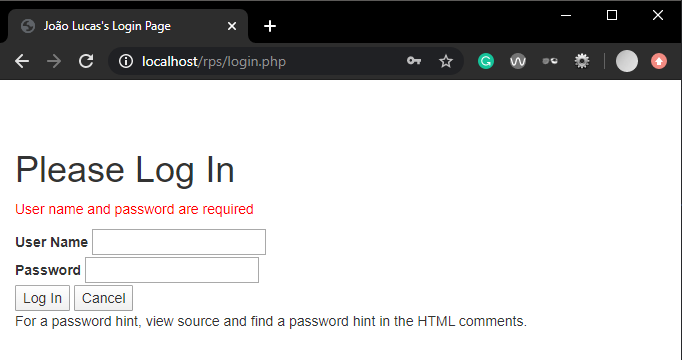 João Lucas's Login Page
localhost/rps/login.php
Please Log In
User name and password are required
User Name
Password
Log In Cancel
For a password hint, view source and find a password hint in the HTML comments.